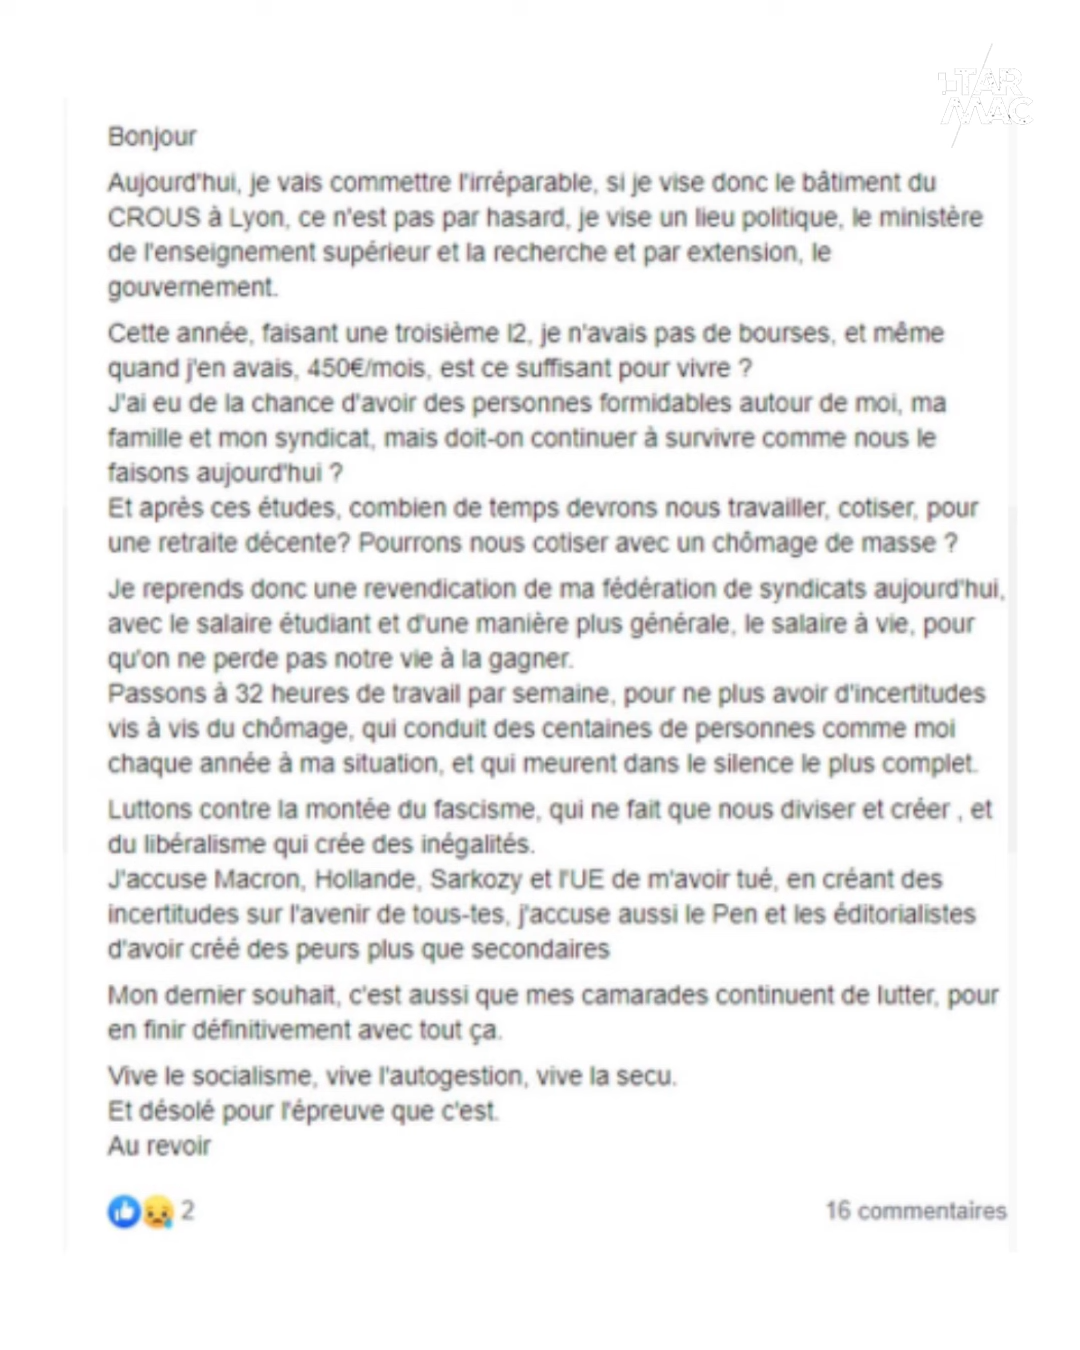 STAR
MAC
Bonjour
Aujourd'hui, je vais commettre l'irréparable, si je vise donc le bâtiment du
CROUS à Lyon, ce n'est pas par hasard, je vise un lieu politique, le ministère
de l'enseignement supérieur et la recherche et par extension, le
gouvernement.
Cette année, faisant une troisième l2, je n'avais pas de bourses, et même
quand j'en avais, 450€/mois, est ce suffisant pour vivre ?
J'ai eu de la chance d'avoir des personnes formidables autour de moi, ma
famille et mon syndicat, mais doit-on continuer à survivre comme nous le
faisons aujourd'hui ?
Et après ces études, combien de temps devrons nous travailler, cotiser, pour
une retraite décente? Pourrons nous cotiser avec un chômage de masse ?
Je reprends donc une revendication de ma fédération de syndicats aujourd'hui,
avec le salaire étudiant et d'une manière plus générale, le salaire à vie, pour
qu'on ne perde pas notre vie à la gagner.
Passons à 32 heures de travail par semaine, pour ne plus avoir d'incertitudes
vis à vis du chômage, qui conduit des centaines de personnes comme moi
chaque année à ma situation, et qui meurent dans le silence le plus complet.
Luttons contre la montée du fascisme, qui ne fait que nous diviser et créer , et
du libéralisme qui crée des inégalités.
J'accuse Macron, Hollande, Sarkozy et l'UE de m'avoir tué, en créant des
incertitudes sur l'avenir de tous-tes, j'accuse aussi le Pen et les éditorialistes
d'avoir créé des peurs plus que secondaires
Mon dernier souhait, c'est aussi que mes camarades continuent de lutter, pour
en finir définitivement avec tout ça.
Vive le socialisme, vive l'autogestion, vive la secu.
Et désolé pour l'épreuve que c'est.
Au revoir
2
16 commentaires